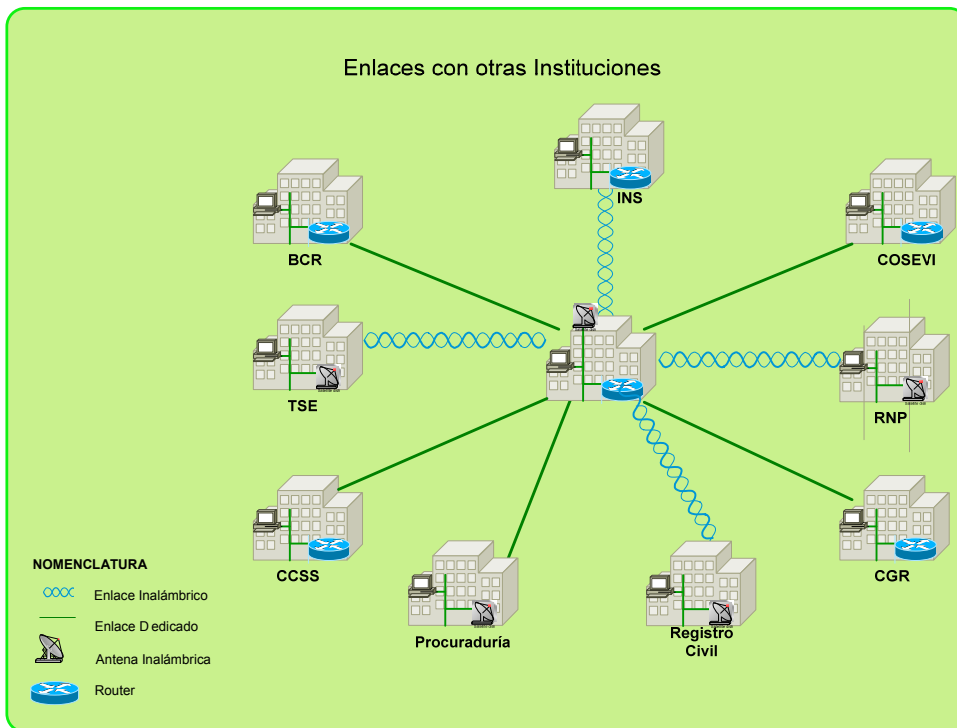 Enlaces con otras Instituciones
INS
BCR
COSEVI
TSE
RNP
CCSS
CGR
Procuraduría
Registro
Civil
NOMENCLATURA
Enlace Inalámbrico
Enlace D edicado
Antena Inalámbrica
Router